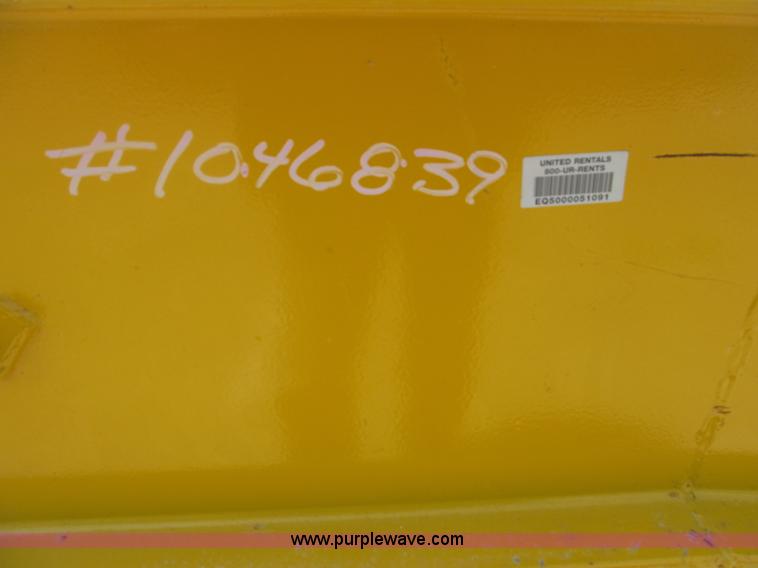 #1046839
UNITED RENTALS
800-UR-RENTS
EQ5000051091
www.purplewave.com